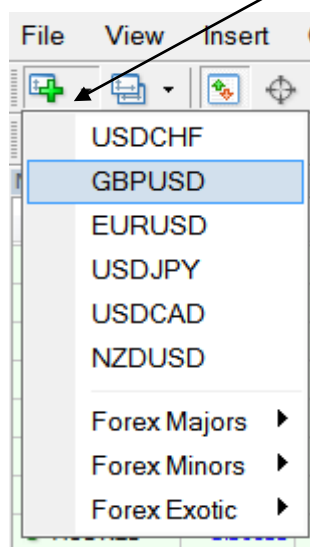 File View Insert
USDCHF
GBPUSD
EURUSD
USDJPY
USDCAD
NZDUSD
Forex Majors
Forex Minors
Forex Exotic